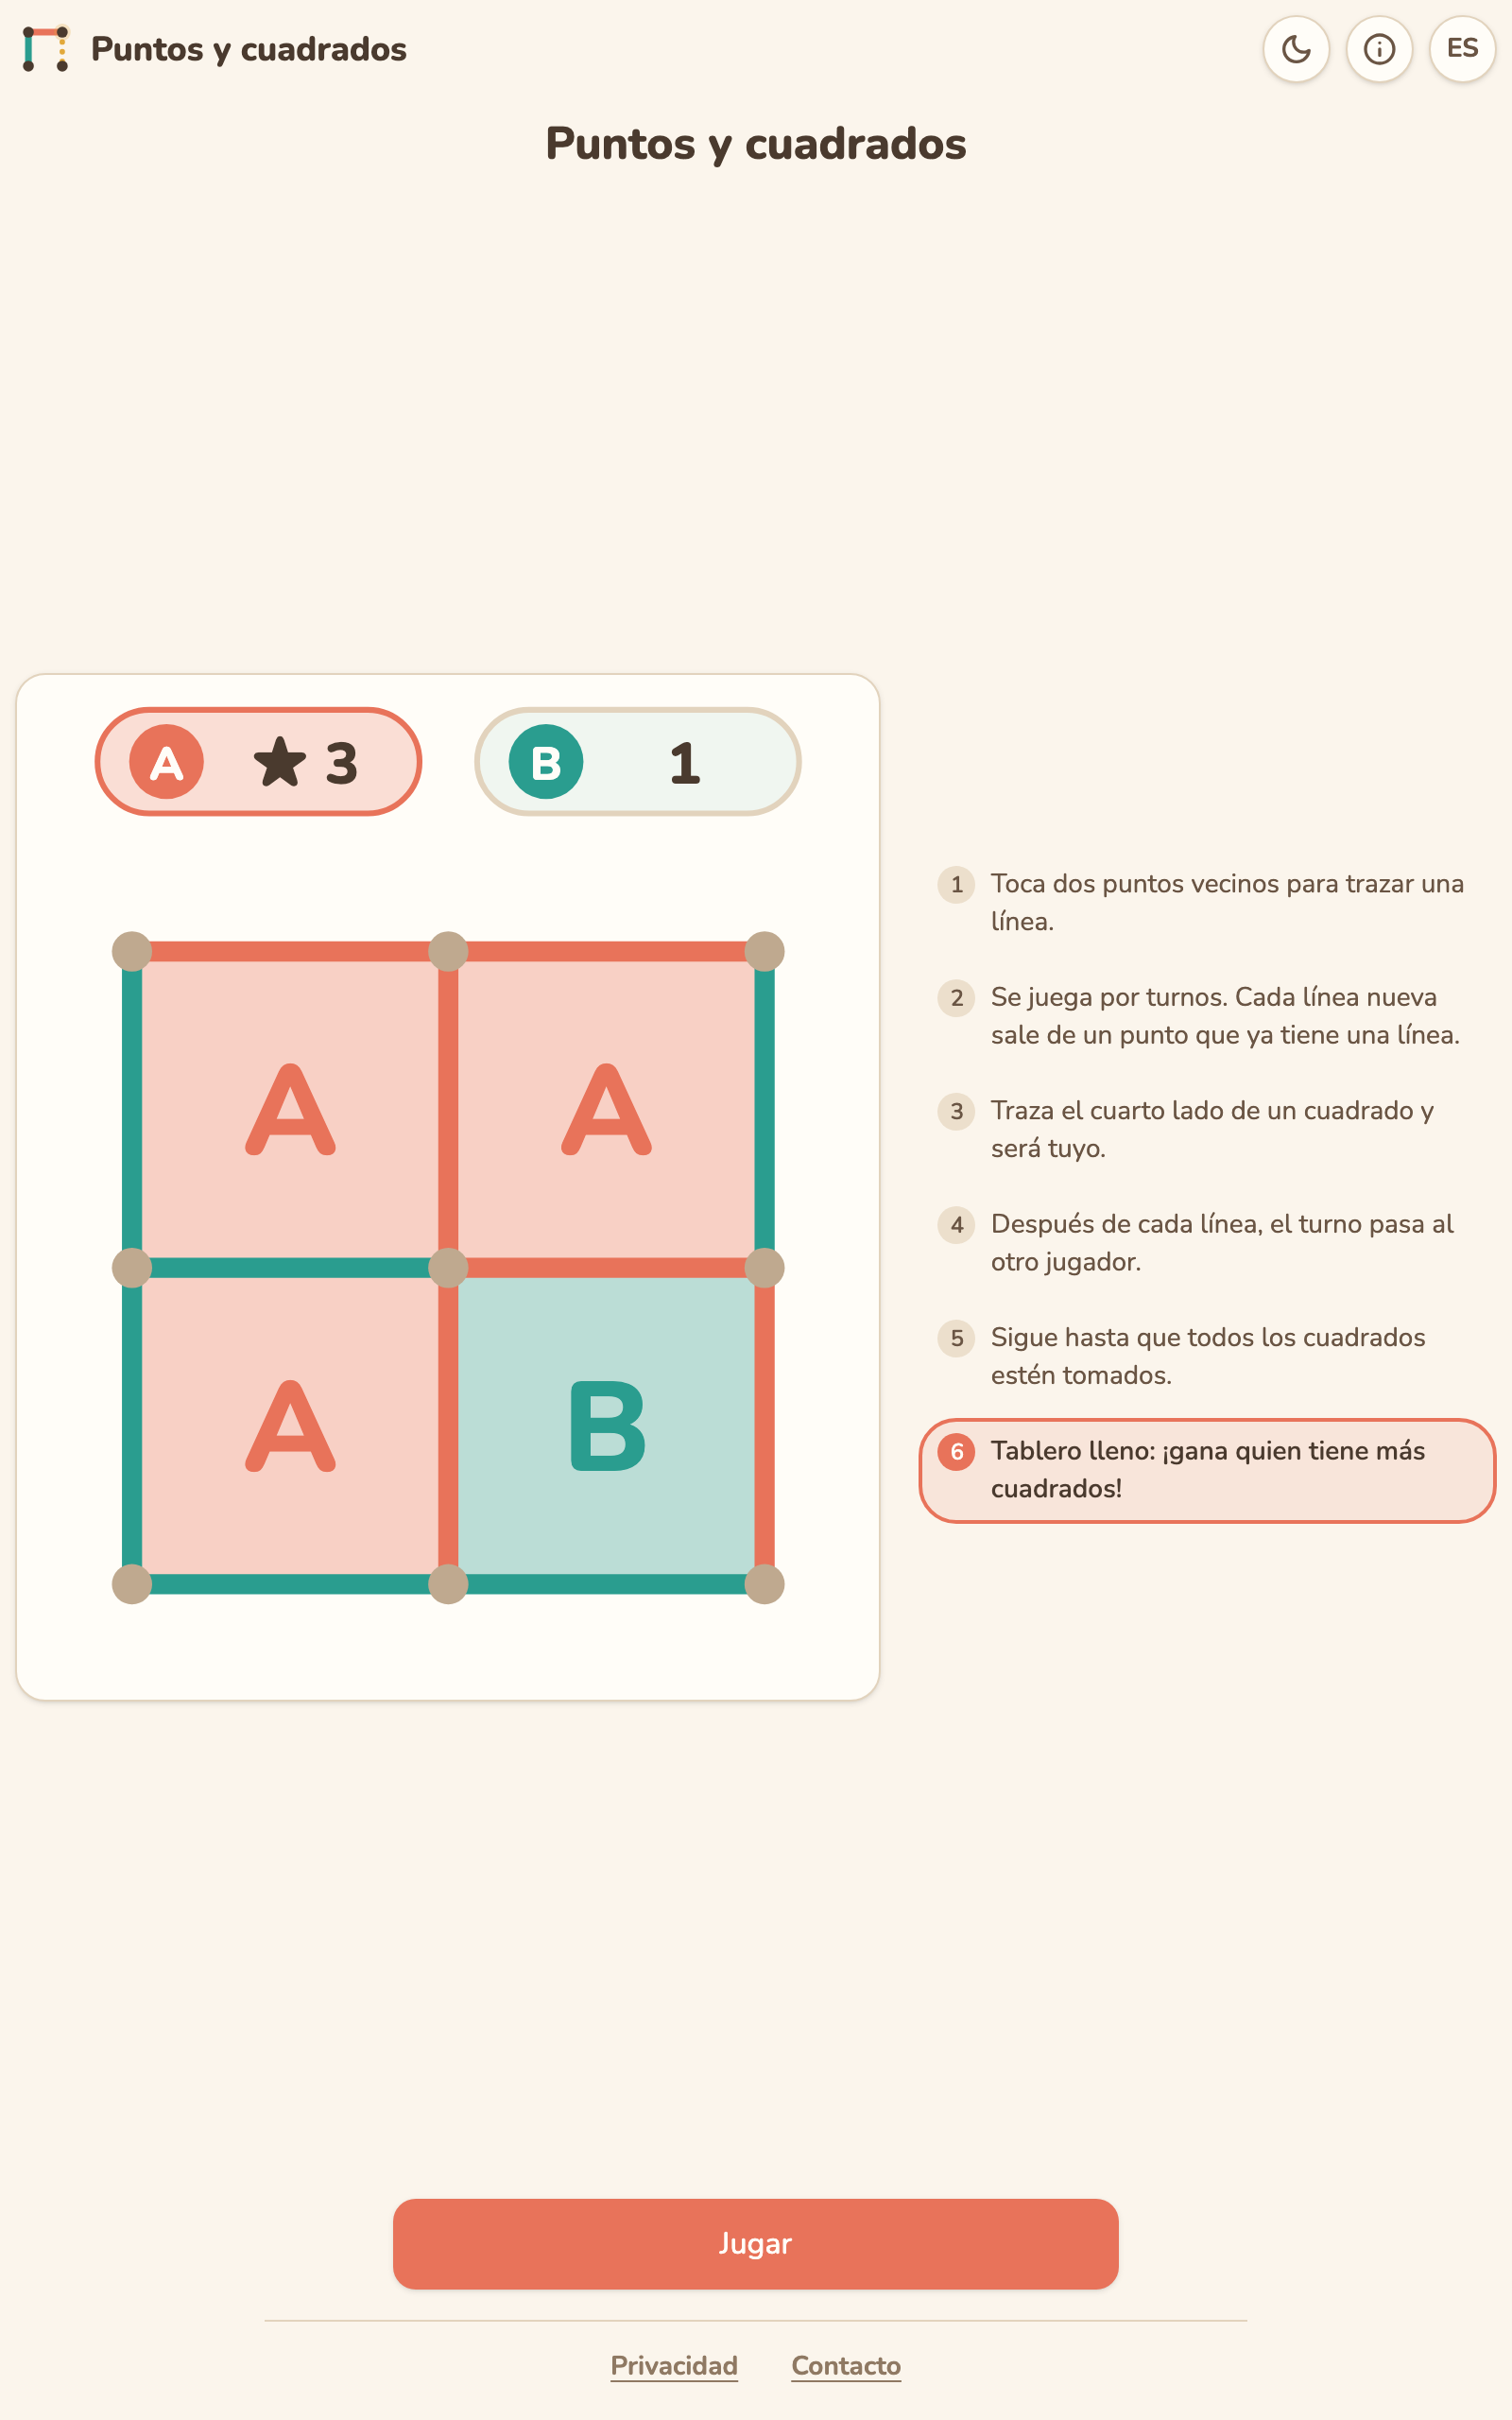 Puntos y cuadrados
ES
Puntos y cuadrados
A ★ 3
B 1
A A
A B
1 Toca dos puntos vecinos para trazar una
línea.
2 Se juega por turnos. Cada línea nueva
sale de un punto que ya tiene una línea.
3 Traza el cuarto lado de un cuadrado y
será tuyo.
4 Después de cada línea, el turno pasa al
otro jugador.
5 Sigue hasta que todos los cuadrados
estén tomados.
6 Tablero lleno: ¡gana quien tiene más
cuadrados!
Jugar
Privacidad Contacto